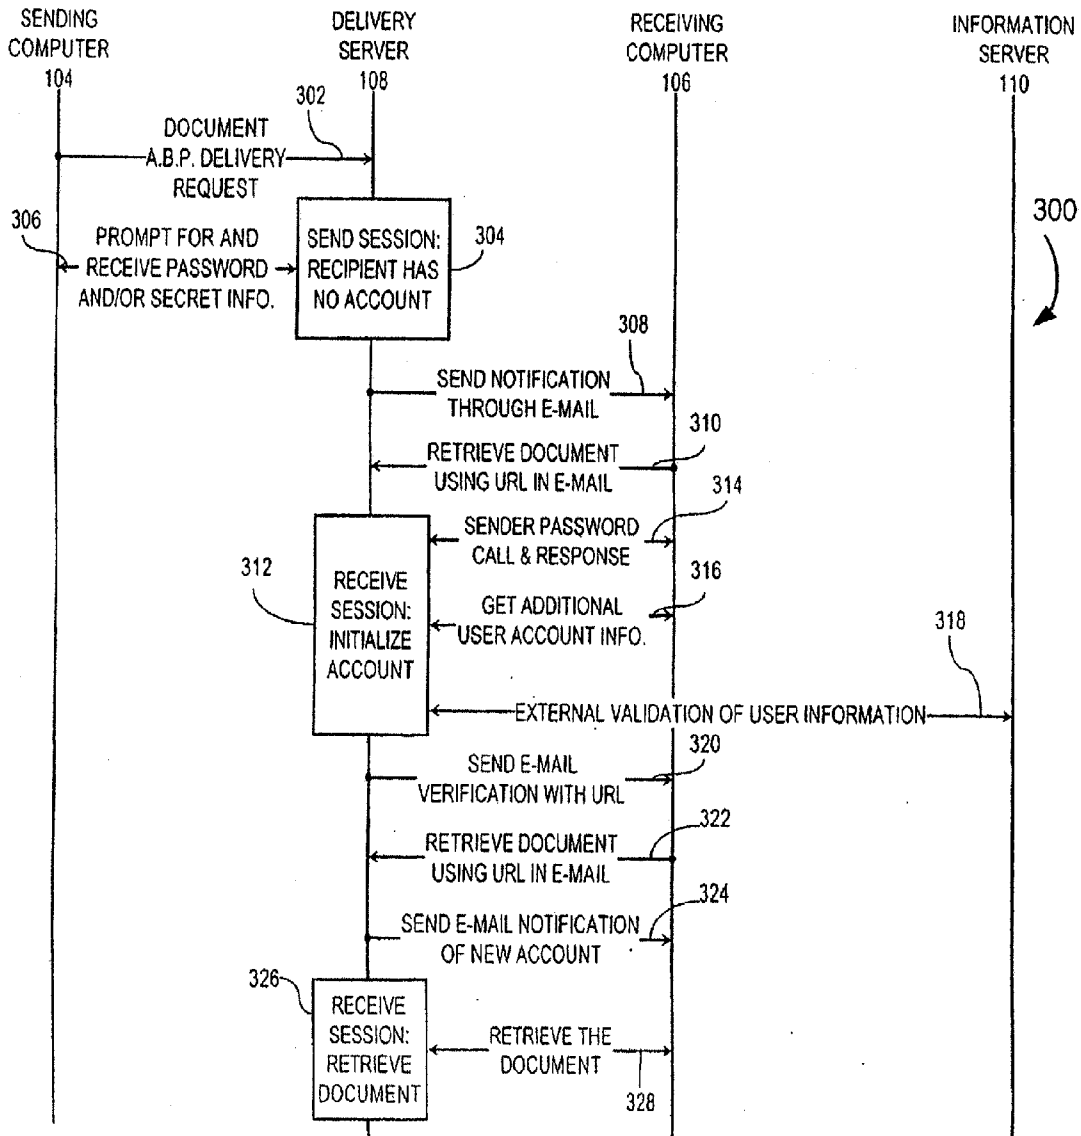 SENDING
COMPUTER
104
DELIVERY
SERVER
108
RECEIVING
COMPUTER
106
INFORMATION
SERVER
110
302
DOCUMENT
A.B.P. DELIVERY
REQUEST
300
306
PROMPT FOR AND
RECEIVE PASSWORD
AND/OR SECRET INFO.
SEND SESSION:
RECIPIENT HAS
NO ACCOUNT
304
308
SEND NOTIFICATION
THROUGH E-MAIL
310
RETRIEVE DOCUMENT
USING URL IN E-MAIL
314
SENDER PASSWORD
CALL & RESPONSE
312
RECEIVE
SESSION:
INITIALIZE
ACCOUNT
316
GET ADDITIONAL
USER ACCOUNT INFO.
318
EXTERNAL VALIDATION OF USER INFORMATION
320
SEND E-MAIL
VERIFICATION WITH URL
322
RETRIEVE DOCUMENT
USING URL IN E-MAIL
324
SEND E-MAIL NOTIFICATION
OF NEW ACCOUNT
326
RECEIVE
SESSION:
RETRIEVE
DOCUMENT
RETRIEVE THE
DOCUMENT
328